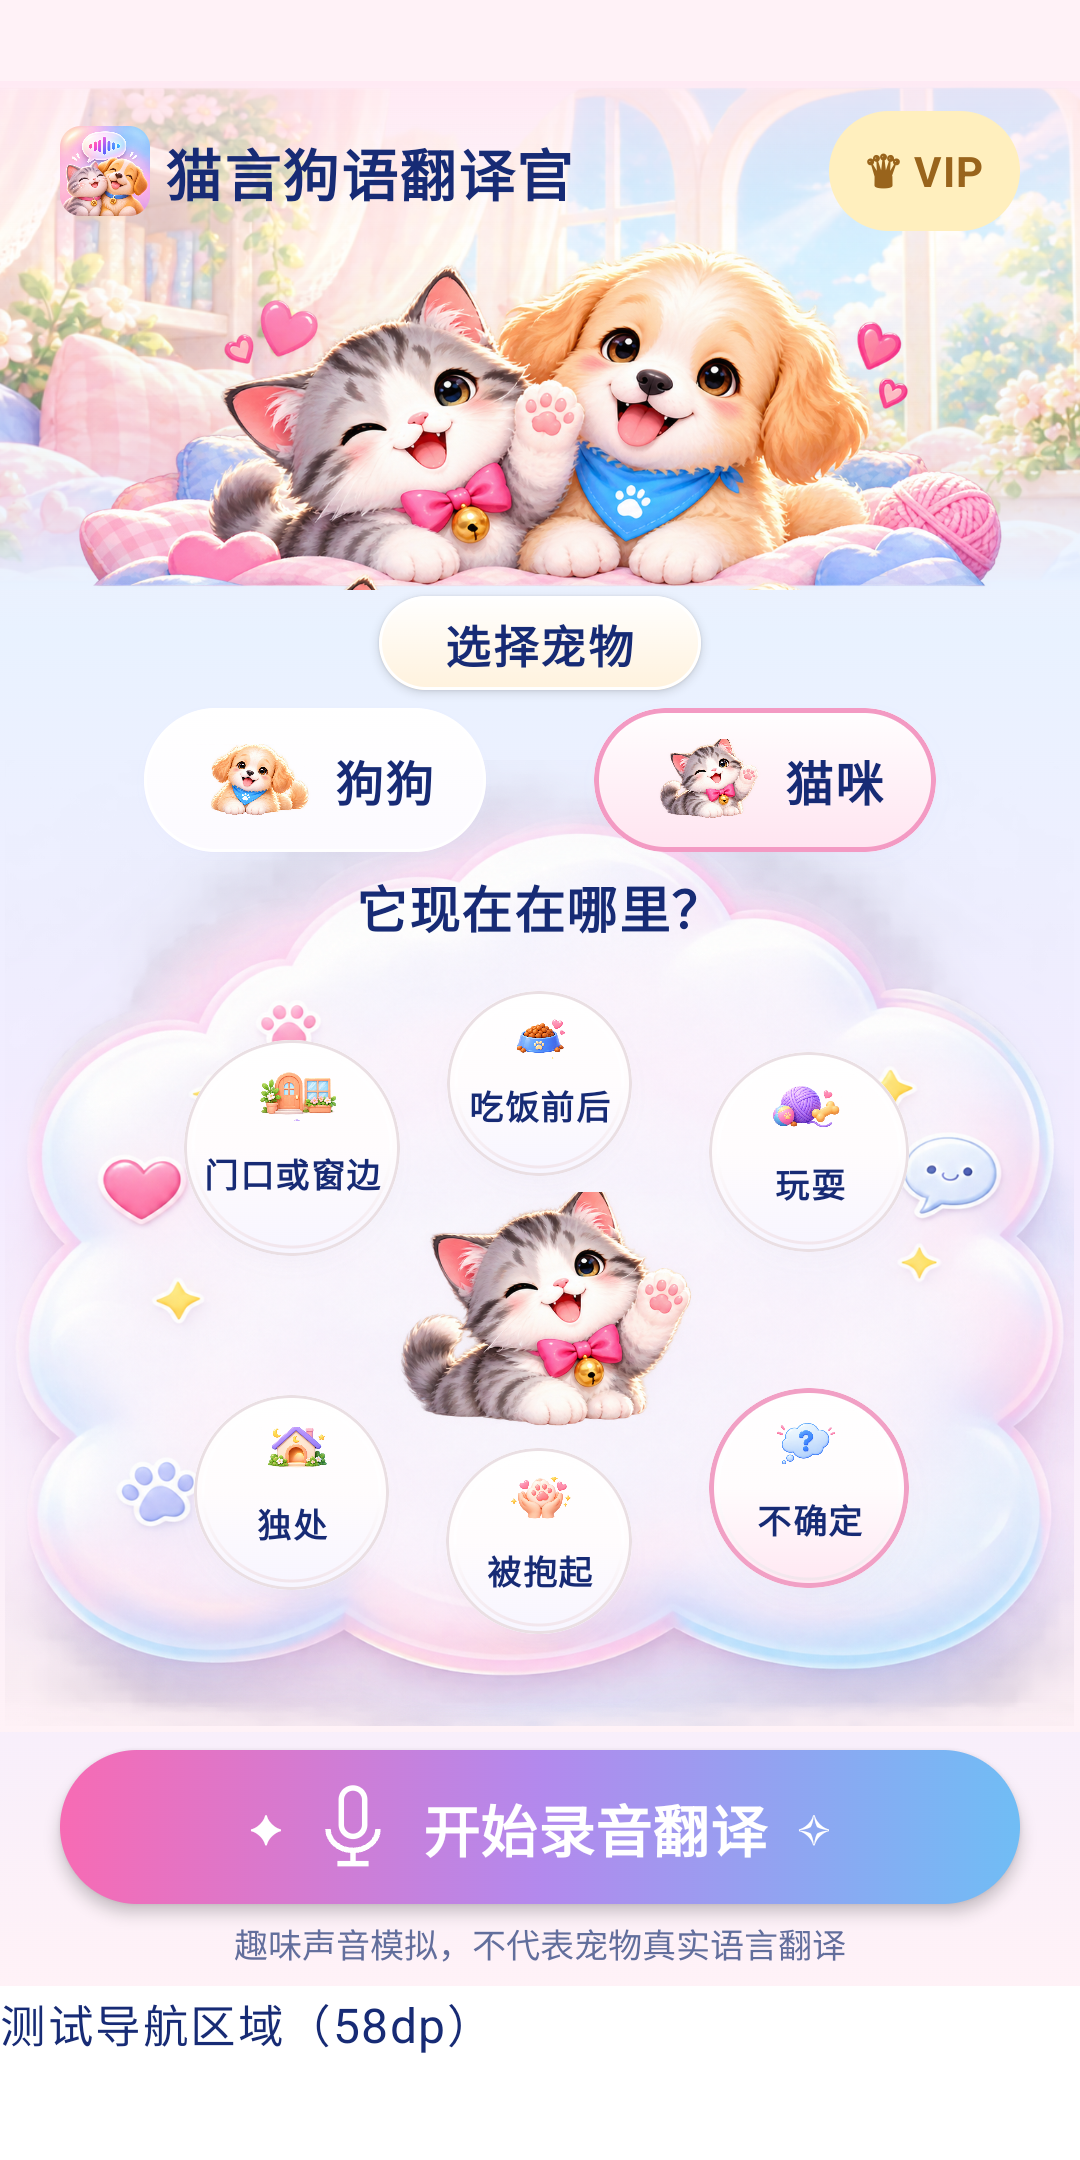 猫言狗语翻译官
VIP
选择宠物
狗狗
猫咪
它现在在哪里？
吃饭前后
门口或窗边
玩耍
独处
被抱起
不确定
开始录音翻译
趣味声音模拟，不代表宠物真实语言翻译
测试导航区域（58dp）